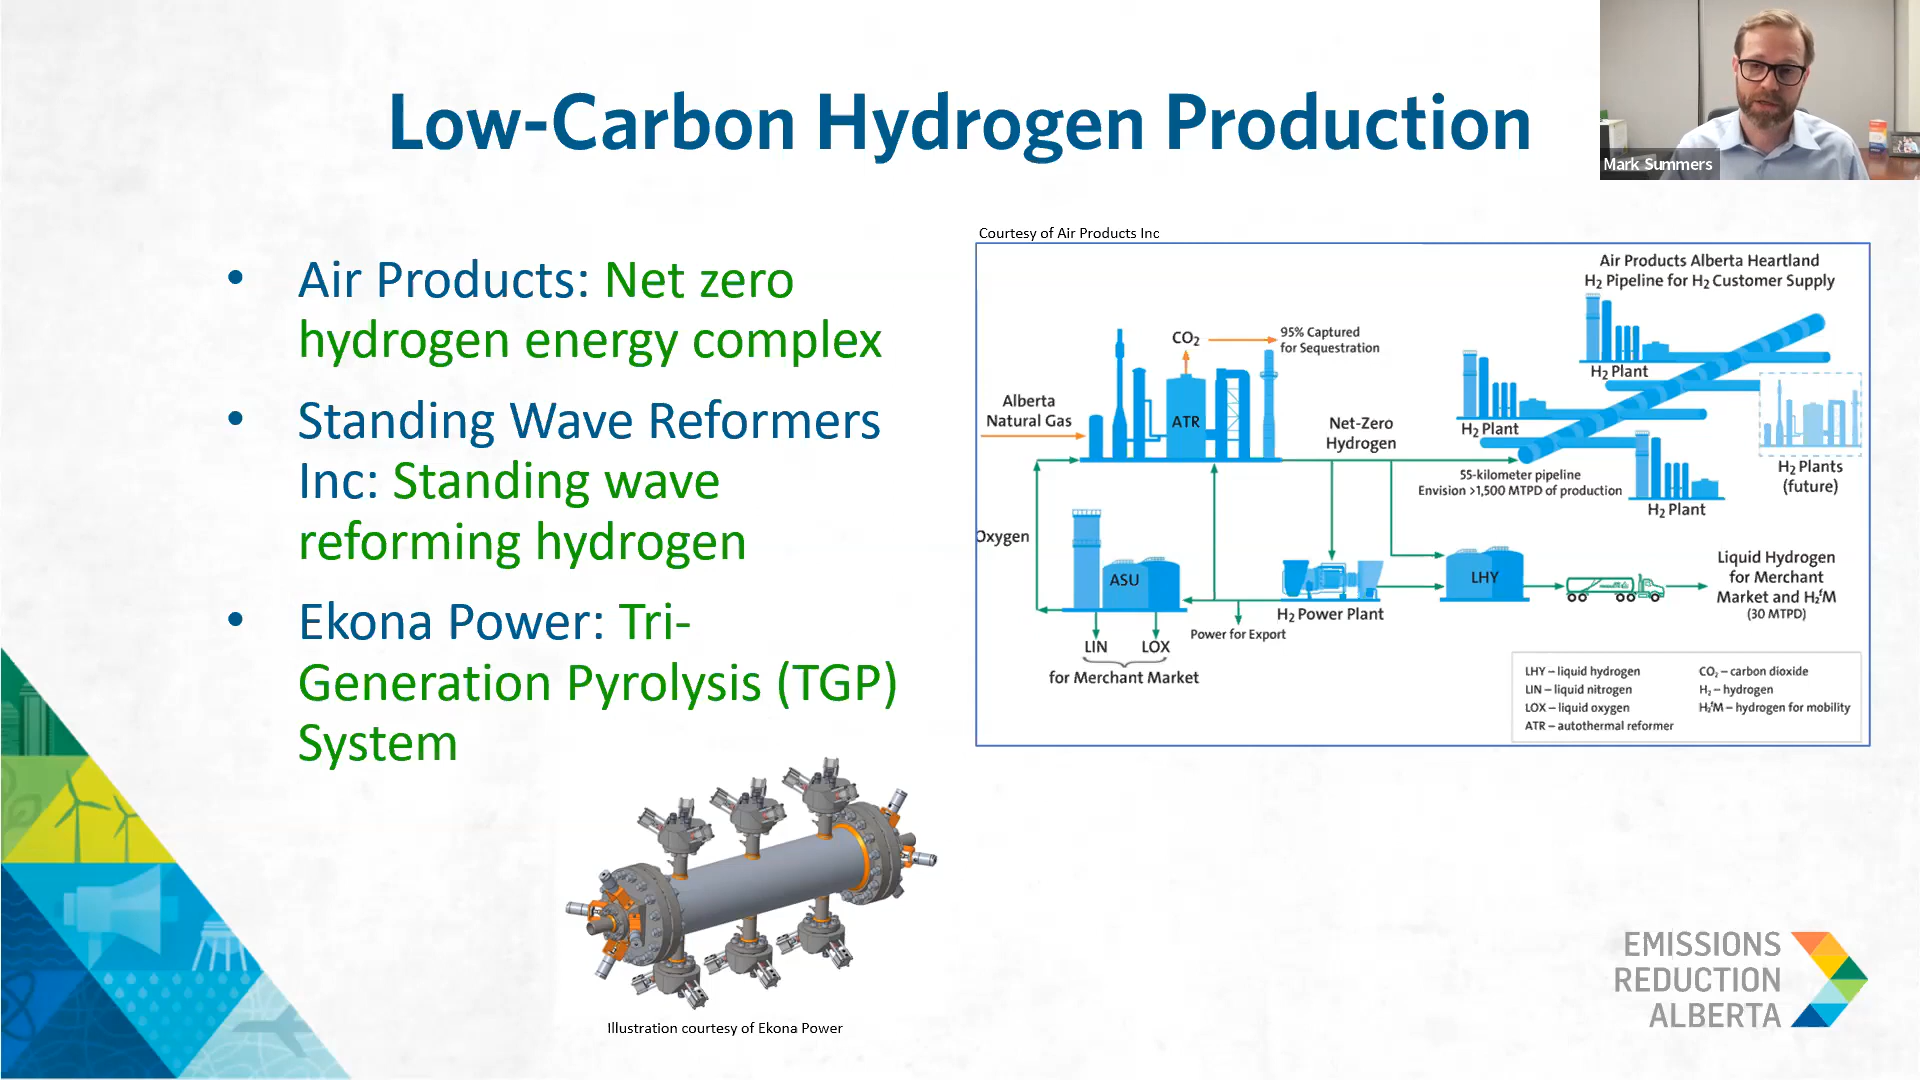 Low-Carbon Hydrogen Production
Mark Summers
• Air Products: Net zero
hydrogen energy complex
• Standing Wave Reformers
Inc: Standing wave
reforming hydrogen
• Ekona Power: Tri-
Generation Pyrolysis (TGP)
System
Illustration courtesy of Ekona Power
Courtesy of Air Products Inc
Air Products Alberta Heartland
H₂ Pipeline for H₂ Customer Supply
CO₂
95% Captured
for Sequestration
Alberta
Natural Gas
ATR
Net-Zero
Hydrogen
H₂ Plant
H₂ Plant
H₂ Plant
H₂ Plants
(future)
55-kilometer pipeline
Envision >1,500 MTPD of production
Oxygen
ASU
H₂ Power Plant
LHY
Liquid Hydrogen
for Merchant
Market and H₂fM
(30 MTPD)
Power for Export
LIN
LOX
for Merchant Market
LHY – liquid hydrogen
LIN – liquid nitrogen
LOX – liquid oxygen
ATR – autothermal reformer
CO₂ – carbon dioxide
H₂ – hydrogen
H₂fM – hydrogen for mobility
EMISSIONS
REDUCTION
ALBERTA